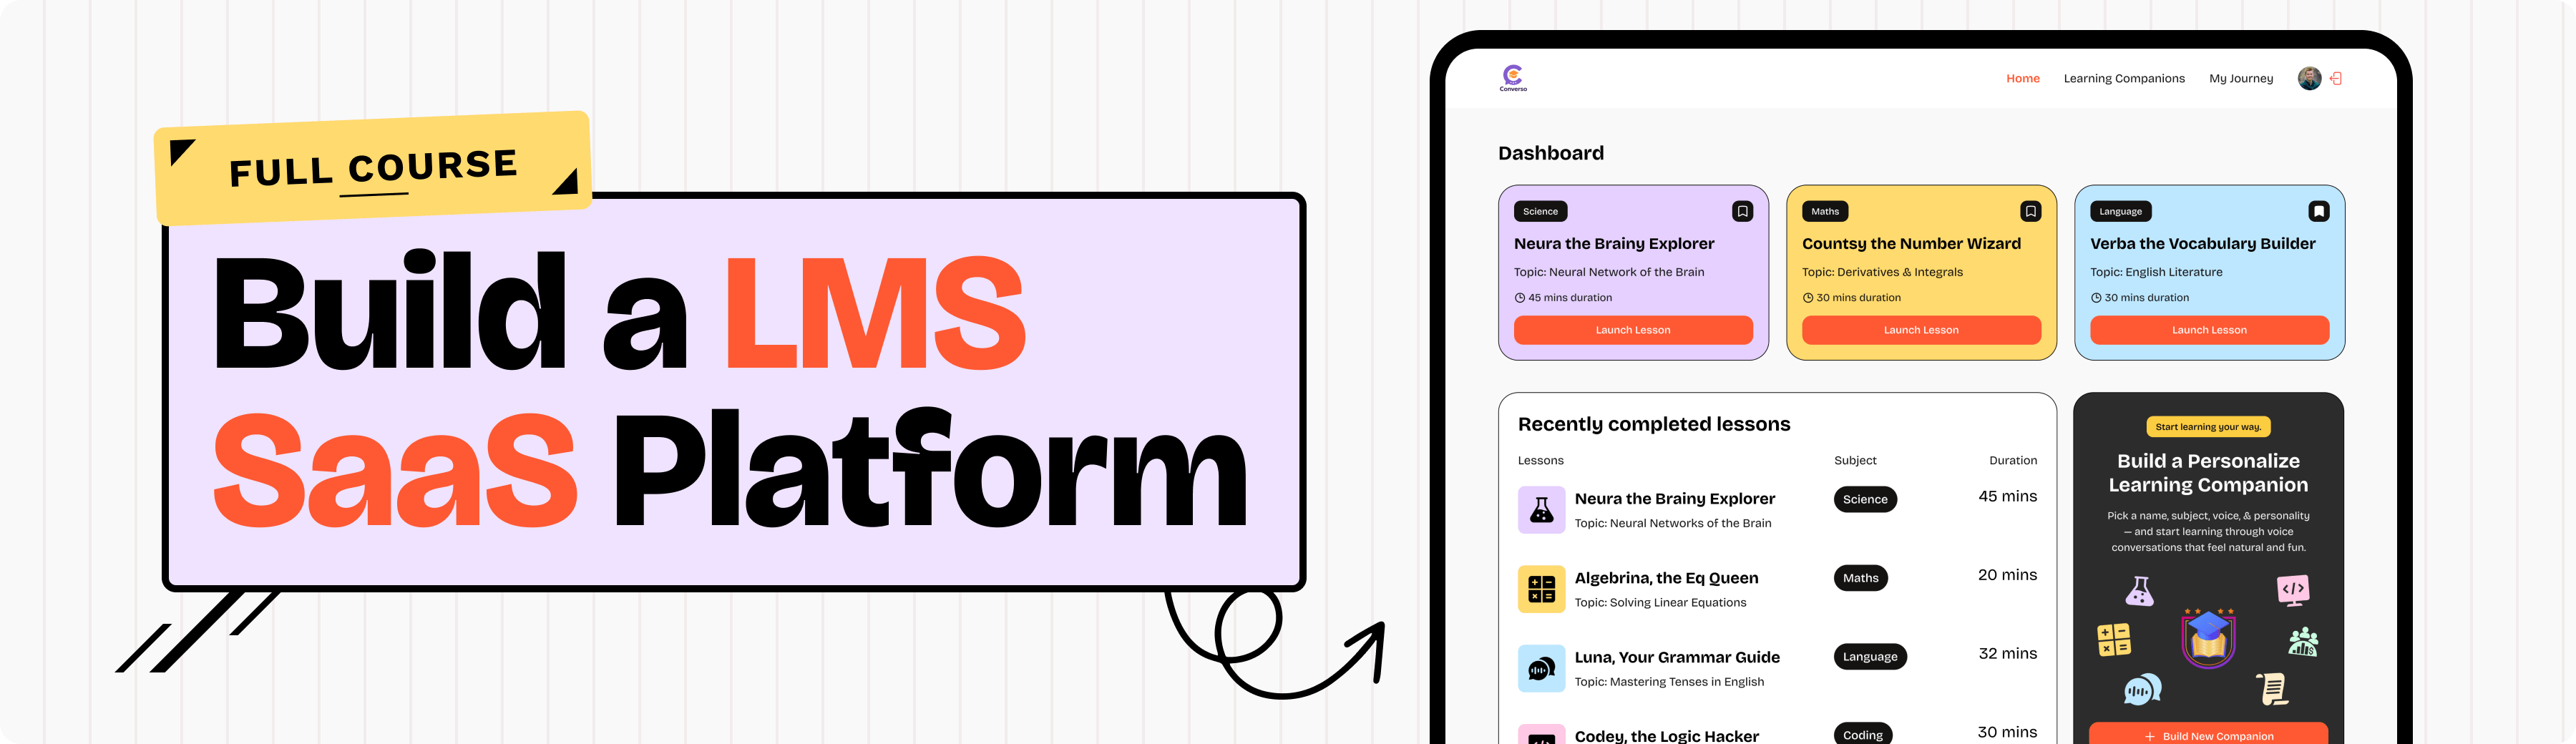 FULL COURSE
Build a LMS
SaaS Platform
Converso
Home
Learning Companions
My Journey
Dashboard
Science
Neura the Brainy Explorer
Topic: Neural Network of the Brain
45 mins duration
Launch Lesson
Maths
Countsy the Number Wizard
Topic: Derivatives & Integrals
30 mins duration
Launch Lesson
Language
Verba the Vocabulary Builder
Topic: English Literature
30 mins duration
Launch Lesson
Recently completed lessons
Lessons Subject Duration
Neura the Brainy Explorer Science 45 mins
Topic: Neural Networks of the Brain
Algebrina, the Eq Queen Maths 20 mins
Topic: Solving Linear Equations
Luna, Your Grammar Guide Language 32 mins
Topic: Mastering Tenses in English
Codey, the Logic Hacker Coding 30 mins
Start learning your way.
Build a Personalize
Learning Companion
Pick a name, subject, voice, & personality
— and start learning through voice
conversations that feel natural and fun.
+ Build New Companion